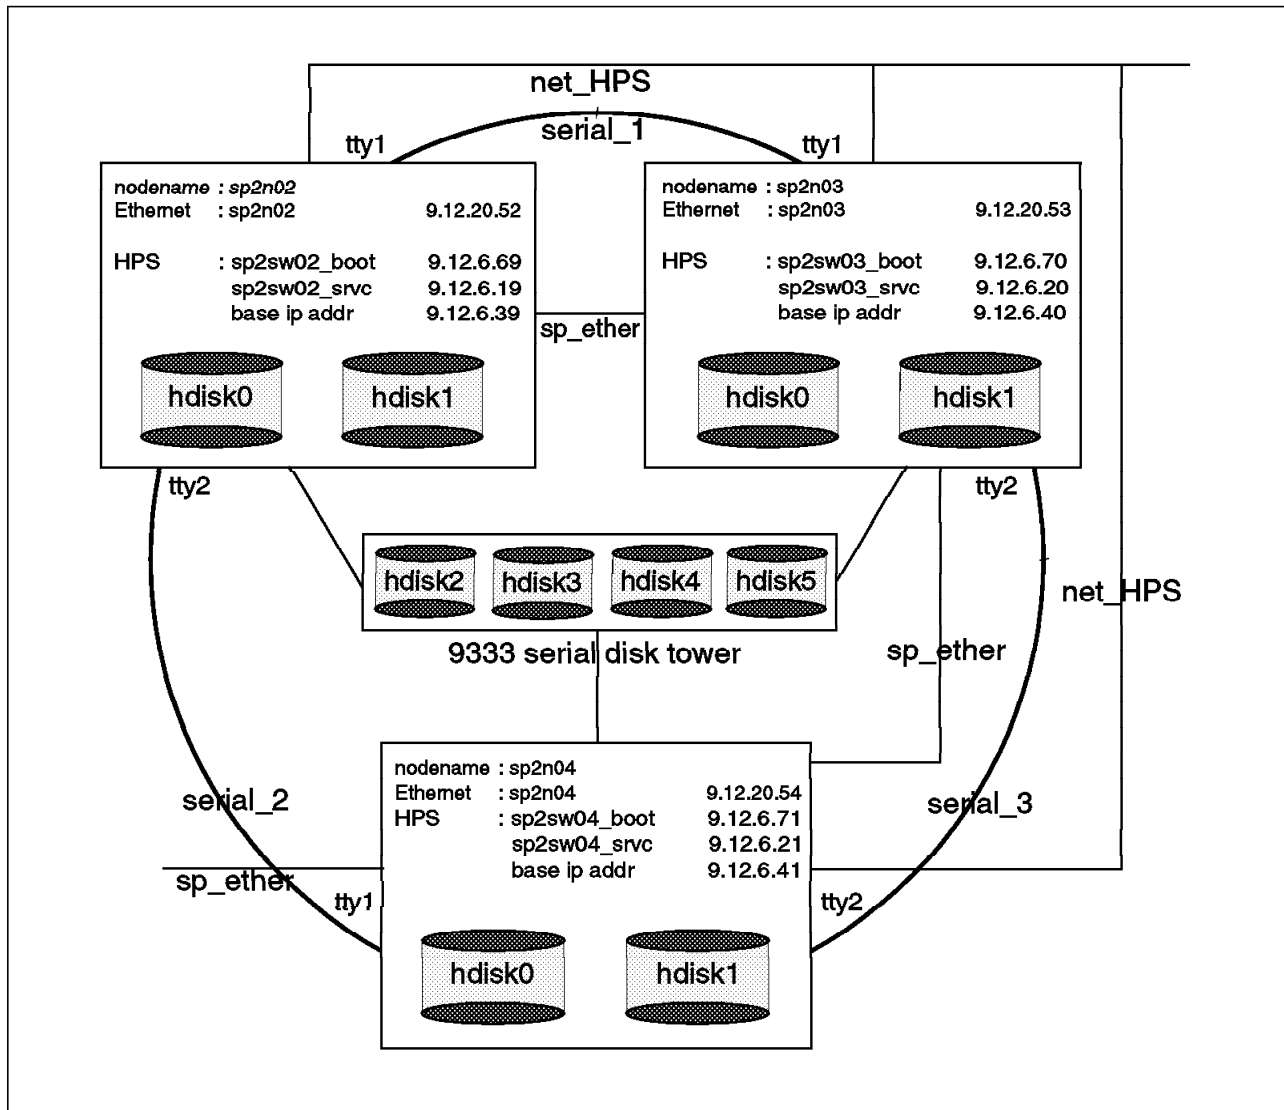 net_HPS
serial_1
tty1
tty1
nodename : sp2n02
Ethernet : sp2n02 9.12.20.52
HPS : sp2sw02_boot 9.12.6.69
sp2sw02_srvc 9.12.6.19
base ip addr 9.12.6.39
hdisk0 hdisk1
nodename : sp2n03
Ethernet : sp2n03 9.12.20.53
HPS : sp2sw03_boot 9.12.6.70
sp2sw03_srvc 9.12.6.20
base ip addr 9.12.6.40
hdisk0 hdisk1
sp_ether
tty2
tty2
hdisk2 hdisk3 hdisk4 hdisk5
9333 serial disk tower
net_HPS
sp_ether
nodename : sp2n04
Ethernet : sp2n04 9.12.20.54
HPS : sp2sw04_boot 9.12.6.71
sp2sw04_srvc 9.12.6.21
base ip addr 9.12.6.41
hdisk0 hdisk1
serial_2
serial_3
sp_ether
tty1
tty2